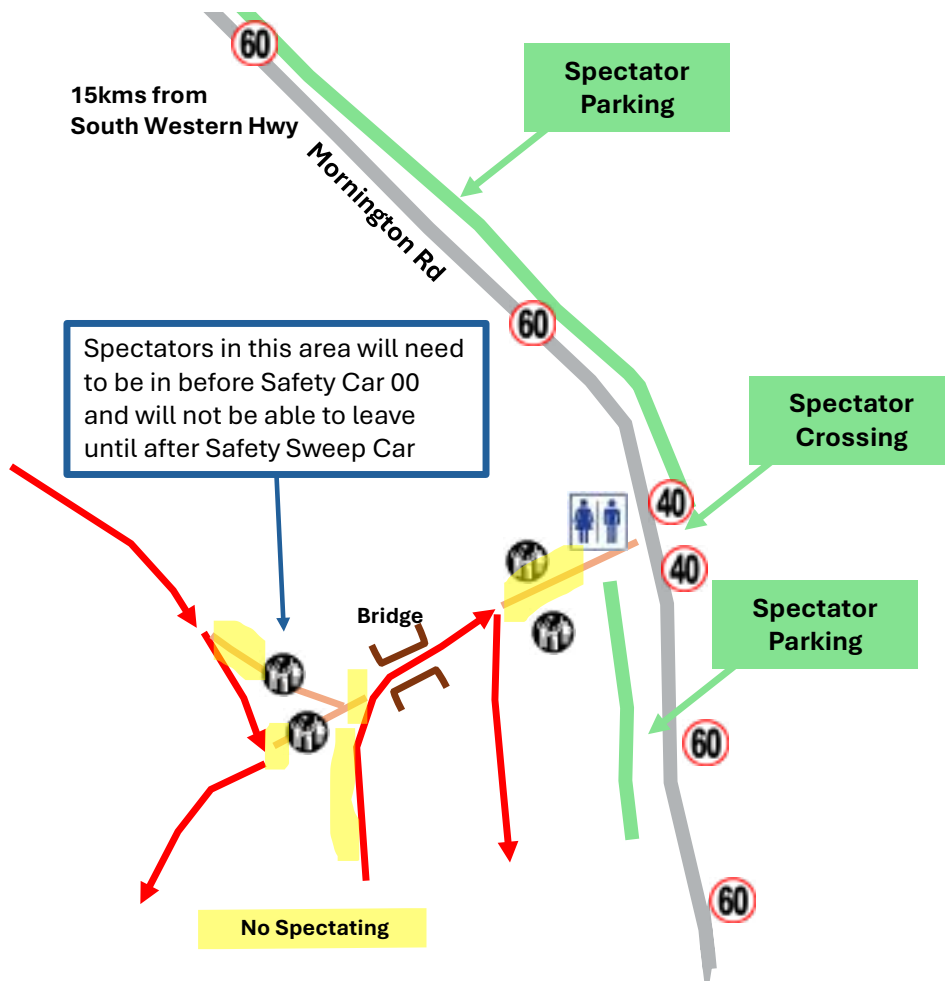 60
Spectator
Parking
15kms from
South Western Hwy
Mornington Rd
60
Spectators in this area will need
to be in before Safety Car 00
and will not be able to leave
until after Safety Sweep Car
Spectator
Crossing
40
40
Bridge
Spectator
Parking
60
60
No Spectating